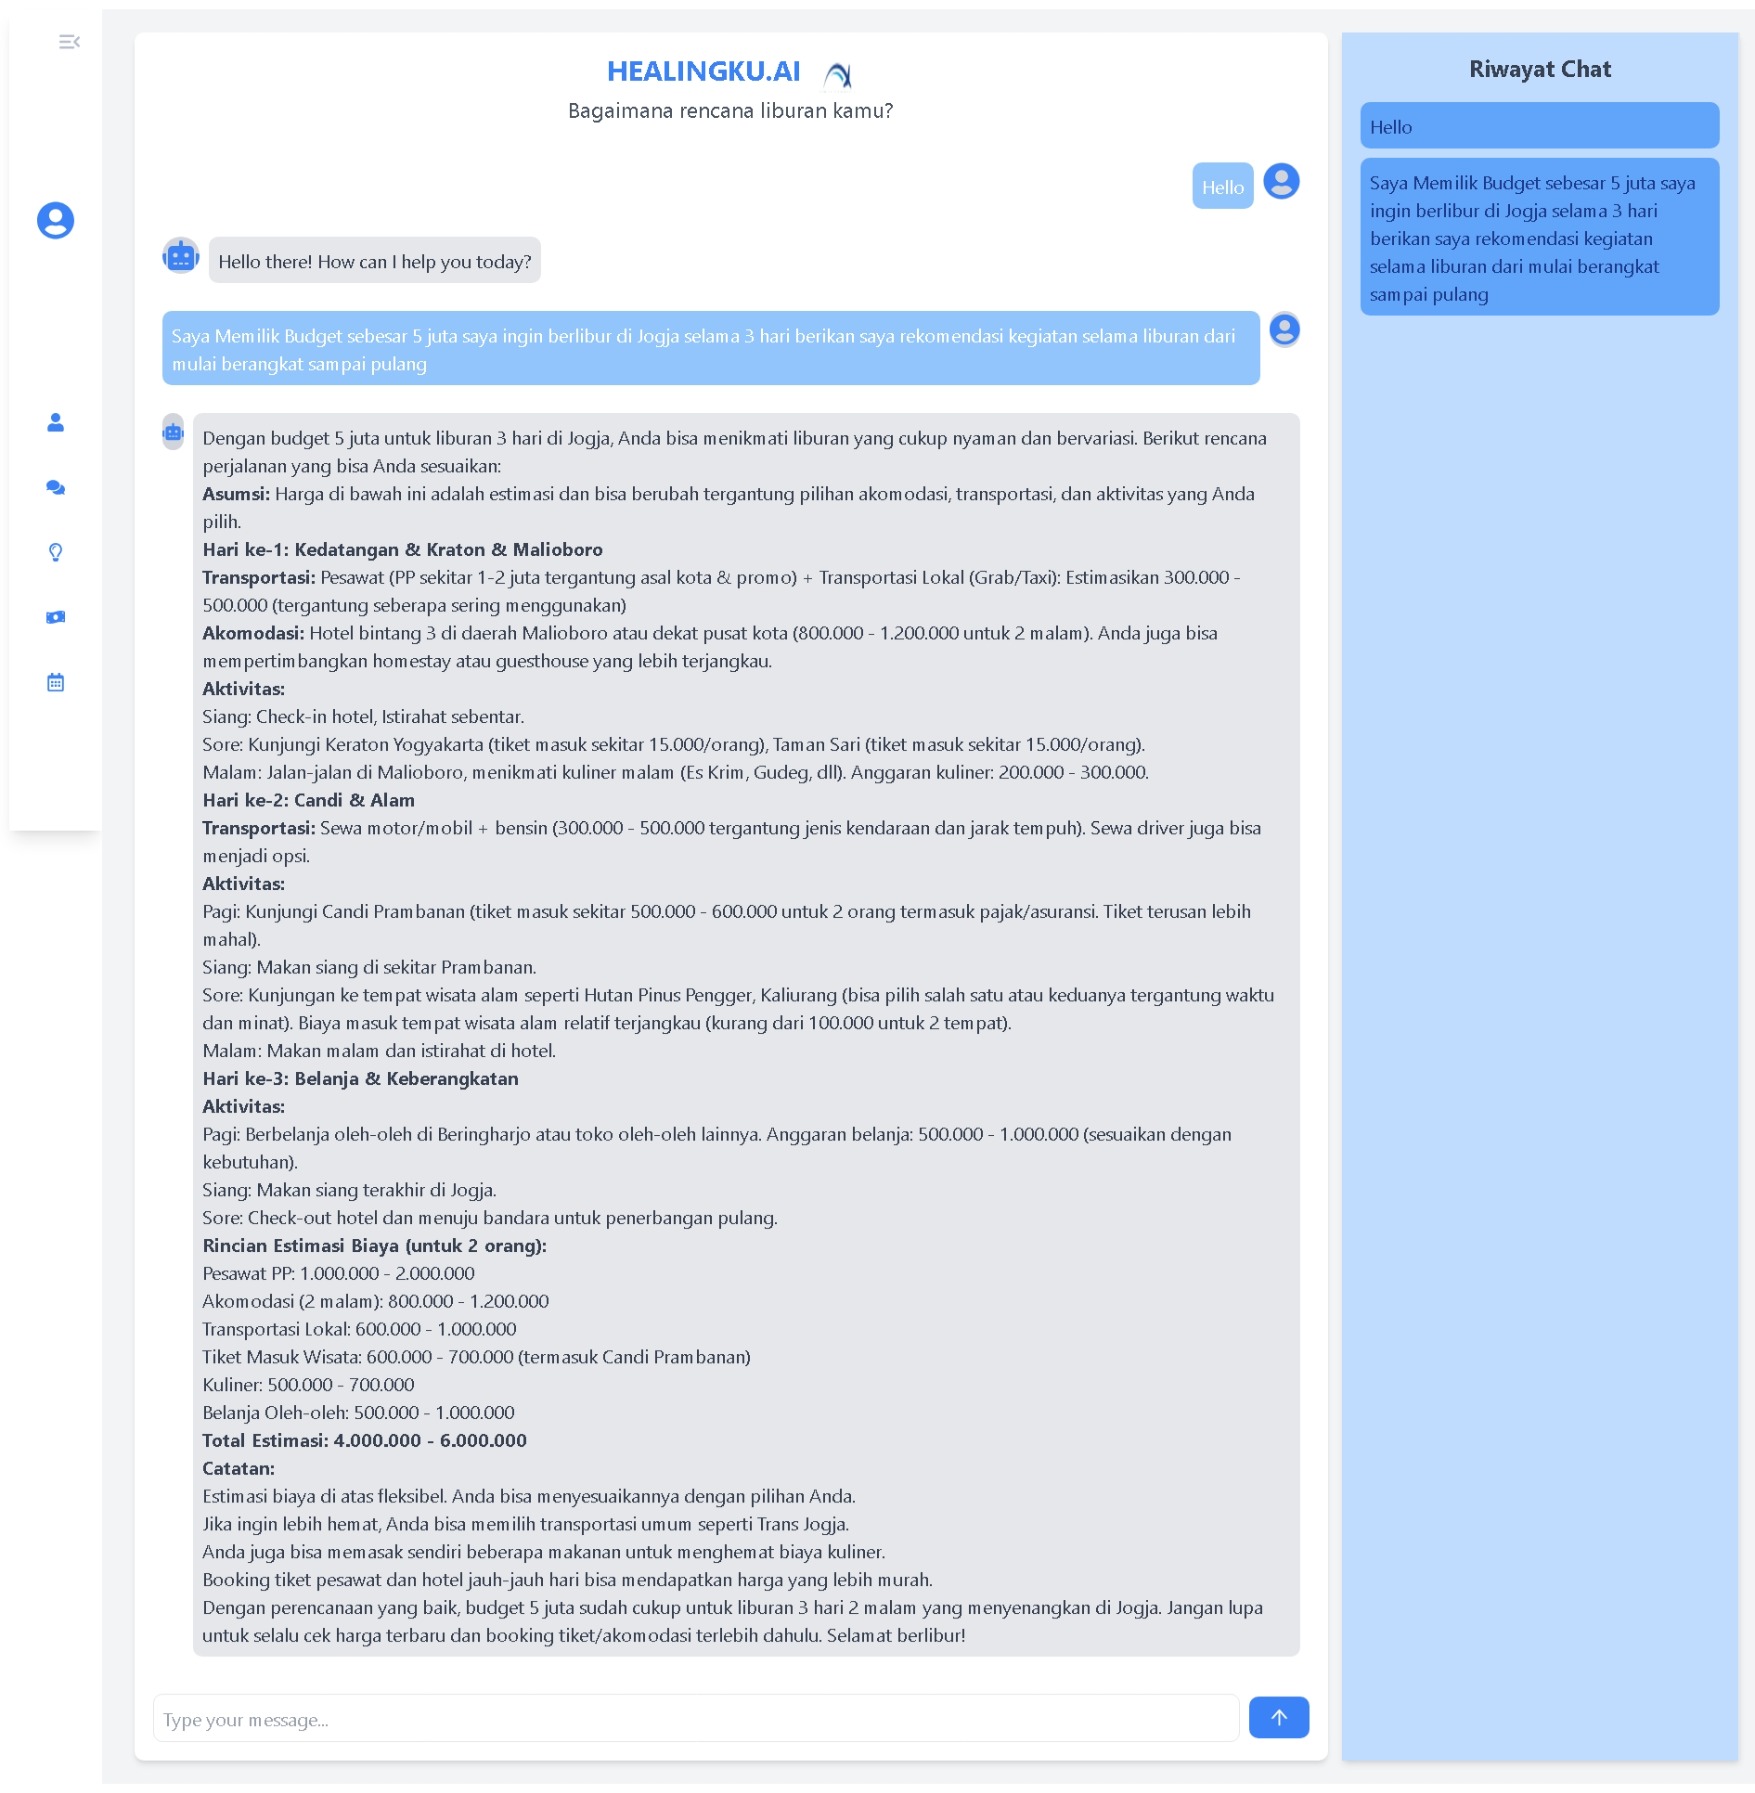 HEALINGKU.AI
Bagaimana rencana liburan kamu?
Hello
Hello there! How can I help you today?
Saya Memilik Budget sebesar 5 juta saya ingin berlibur di Jogja selama 3 hari berikan saya rekomendasi kegiatan selama liburan dari
mulai berangkat sampai pulang
Dengan budget 5 juta untuk liburan 3 hari di Jogja, Anda bisa menikmati liburan yang cukup nyaman dan bervariasi. Berikut rencana
perjalanan yang bisa Anda sesuaikan:
Asumsi: Harga di bawah ini adalah estimasi dan bisa berubah tergantung pilihan akomodasi, transportasi, dan aktivitas yang Anda
pilih.
Hari ke-1: Kedatangan & Kraton & Malioboro
Transportasi: Pesawat (PP sekitar 1-2 juta tergantung asal kota & promo) + Transportasi Lokal (Grab/Taxi): Estimasikan 300.000 -
500.000 (tergantung seberapa sering menggunakan)
Akomodasi: Hotel bintang 3 di daerah Malioboro atau dekat pusat kota (800.000 - 1.200.000 untuk 2 malam). Anda juga bisa
mempertimbangkan homestay atau guesthouse yang lebih terjangkau.
Aktivitas:
Siang: Check-in hotel, Istirahat sebentar.
Sore: Kunjungi Keraton Yogyakarta (tiket masuk sekitar 15.000/orang), Taman Sari (tiket masuk sekitar 15.000/orang).
Malam: Jalan-jalan di Malioboro, menikmati kuliner malam (Es Krim, Gudeg, dll). Anggaran kuliner: 200.000 - 300.000.
Hari ke-2: Candi & Alam
Transportasi: Sewa motor/mobil + bensin (300.000 - 500.000 tergantung jenis kendaraan dan jarak tempuh). Sewa driver juga bisa
menjadi opsi.
Aktivitas:
Pagi: Kunjungi Candi Prambanan (tiket masuk sekitar 500.000 - 600.000 untuk 2 orang termasuk pajak/asuransi. Tiket terusan lebih
mahal).
Siang: Makan siang di sekitar Prambanan.
Sore: Kunjungan ke tempat wisata alam seperti Hutan Pinus Pengger, Kaliurang (bisa pilih salah satu atau keduanya tergantung waktu
dan minat). Biaya masuk tempat wisata alam relatif terjangkau (kurang dari 100.000 untuk 2 tempat).
Malam: Makan malam dan istirahat di hotel.
Hari ke-3: Belanja & Keberangkatan
Aktivitas:
Pagi: Berbelanja oleh-oleh di Beringharjo atau toko oleh-oleh lainnya. Anggaran belanja: 500.000 - 1.000.000 (sesuaikan dengan
kebutuhan).
Siang: Makan siang terakhir di Jogja.
Sore: Check-out hotel dan menuju bandara untuk penerbangan pulang.
Rincian Estimasi Biaya (untuk 2 orang):
Pesawat PP: 1.000.000 - 2.000.000
Akomodasi (2 malam): 800.000 - 1.200.000
Transportasi Lokal: 600.000 - 1.000.000
Tiket Masuk Wisata: 600.000 - 700.000 (termasuk Candi Prambanan)
Kuliner: 500.000 - 700.000
Belanja Oleh-oleh: 500.000 - 1.000.000
Total Estimasi: 4.000.000 - 6.000.000
Catatan:
Estimasi biaya di atas fleksibel. Anda bisa menyesuaikannya dengan pilihan Anda.
Jika ingin lebih hemat, Anda bisa memilih transportasi umum seperti Trans Jogja.
Anda juga bisa memasak sendiri beberapa makanan untuk menghemat biaya kuliner.
Booking tiket pesawat dan hotel jauh-jauh hari bisa mendapatkan harga yang lebih murah.
Dengan perencanaan yang baik, budget 5 juta sudah cukup untuk liburan 3 hari 2 malam yang menyenangkan di Jogja. Jangan lupa
untuk selalu cek harga terbaru dan booking tiket/akomodasi terlebih dahulu. Selamat berlibur!
Type your message...
Riwayat Chat
Hello
Saya Memilik Budget sebesar 5 juta saya
ingin berlibur di Jogja selama 3 hari
berikan saya rekomendasi kegiatan
selama liburan dari mulai berangkat
sampai pulang